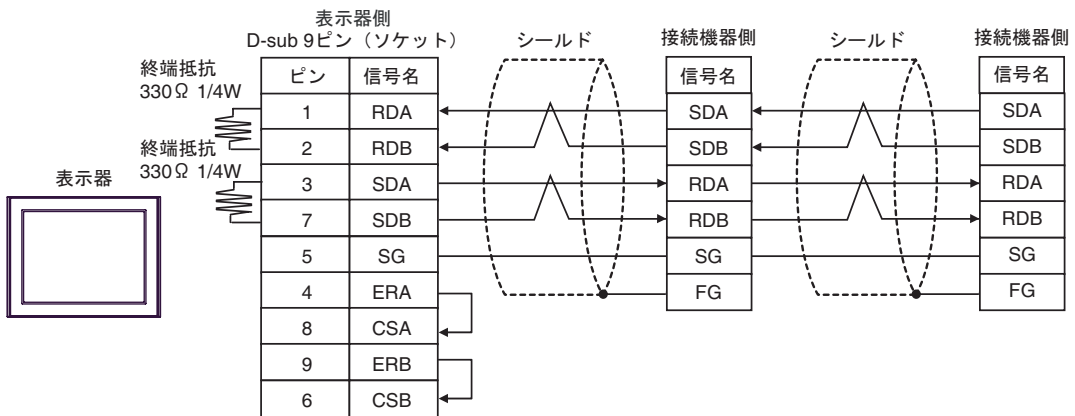 表示器側
D-sub 9ピン（ソケット）
シールド
接続機器側
シールド
接続機器側
終端抵抗
330Ω 1/4W
終端抵抗
330Ω 1/4W
表示器
ピン 信号名
1 RDA
2 RDB
3 SDA
7 SDB
5 SG
4 ERA
8 CSA
9 ERB
6 CSB
信号名
SDA
SDB
RDA
RDB
SG
FG
信号名
SDA
SDB
RDA
RDB
SG
FG